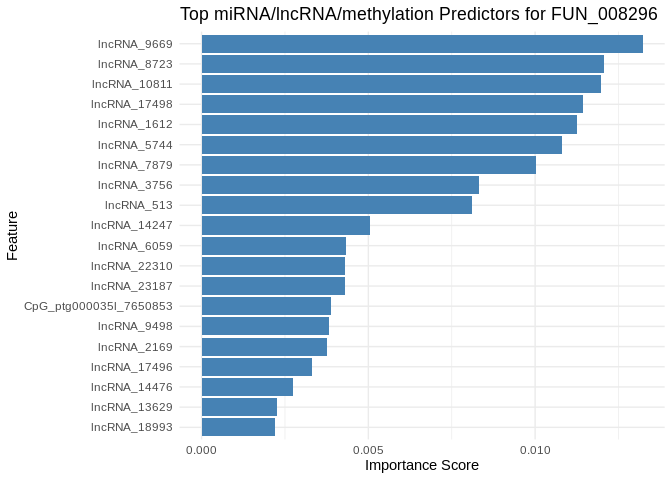 Top miRNA/lncRNA/methylation Predictors for FUN_008296
lncRNA_9669
lncRNA_8723
lncRNA_10811
lncRNA_17498
lncRNA_1612
lncRNA_5744
lncRNA_7879
lncRNA_3756
lncRNA_513
lncRNA_14247
lncRNA_6059
lncRNA_22310
lncRNA_23187
CpG_ptg000035l_7650853
lncRNA_9498
lncRNA_2169
lncRNA_17496
lncRNA_14476
lncRNA_13629
lncRNA_18993
Feature
0.000 0.005 0.010
Importance Score